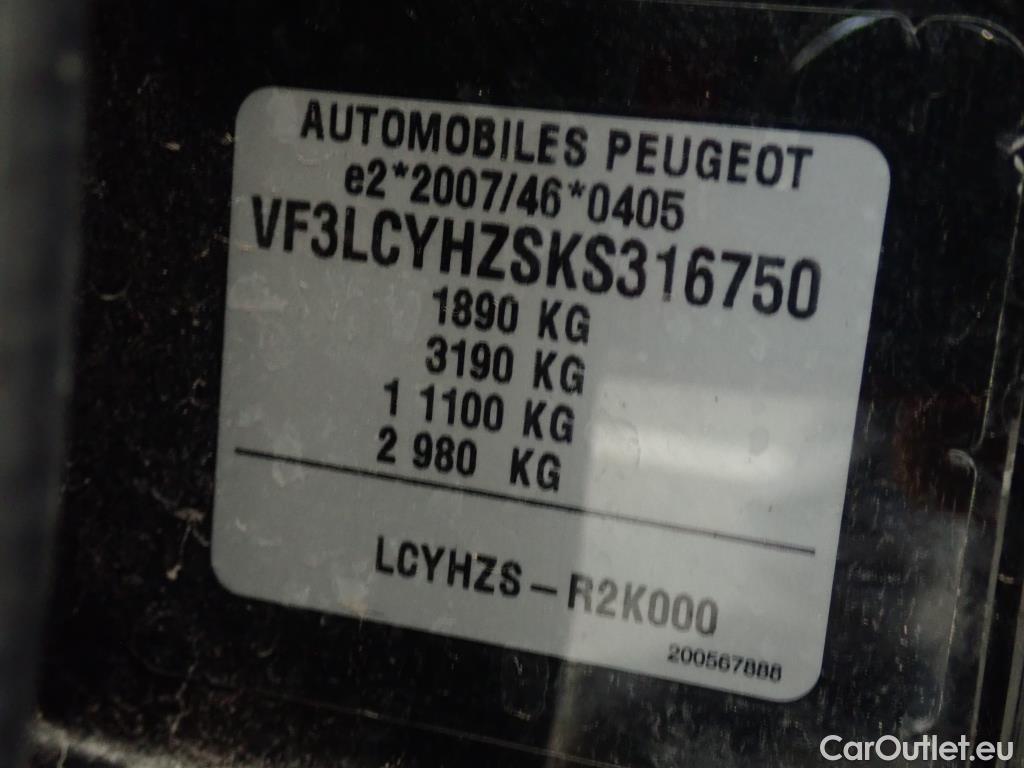 AUTOMOBILES PEUGEOT
e2*2007/46*0405
VF3LCYHZSKS316750
1890 KG
3190 KG
1 1100 KG
2 980 KG
LCYHZS – R2K000
200567888
CarOutlet.eu